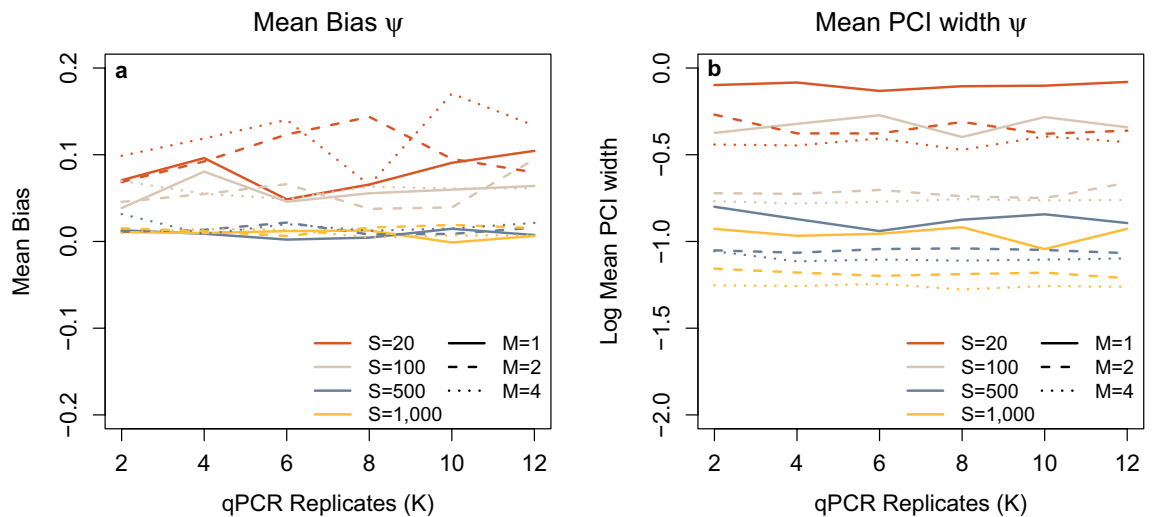 Mean Bias ψ
a
Mean Bias
0.2
0.1
0.0
−0.1
−0.2
S=20
S=100
S=500
S=1,000
M=1
M=2
M=4
2 4 6 8 10 12
qPCR Replicates (K)
Mean PCI width ψ
b
Log Mean PCI width
0.0
−0.5
−1.0
−1.5
−2.0
S=20
S=100
S=500
S=1,000
M=1
M=2
M=4
2 4 6 8 10 12
qPCR Replicates (K)